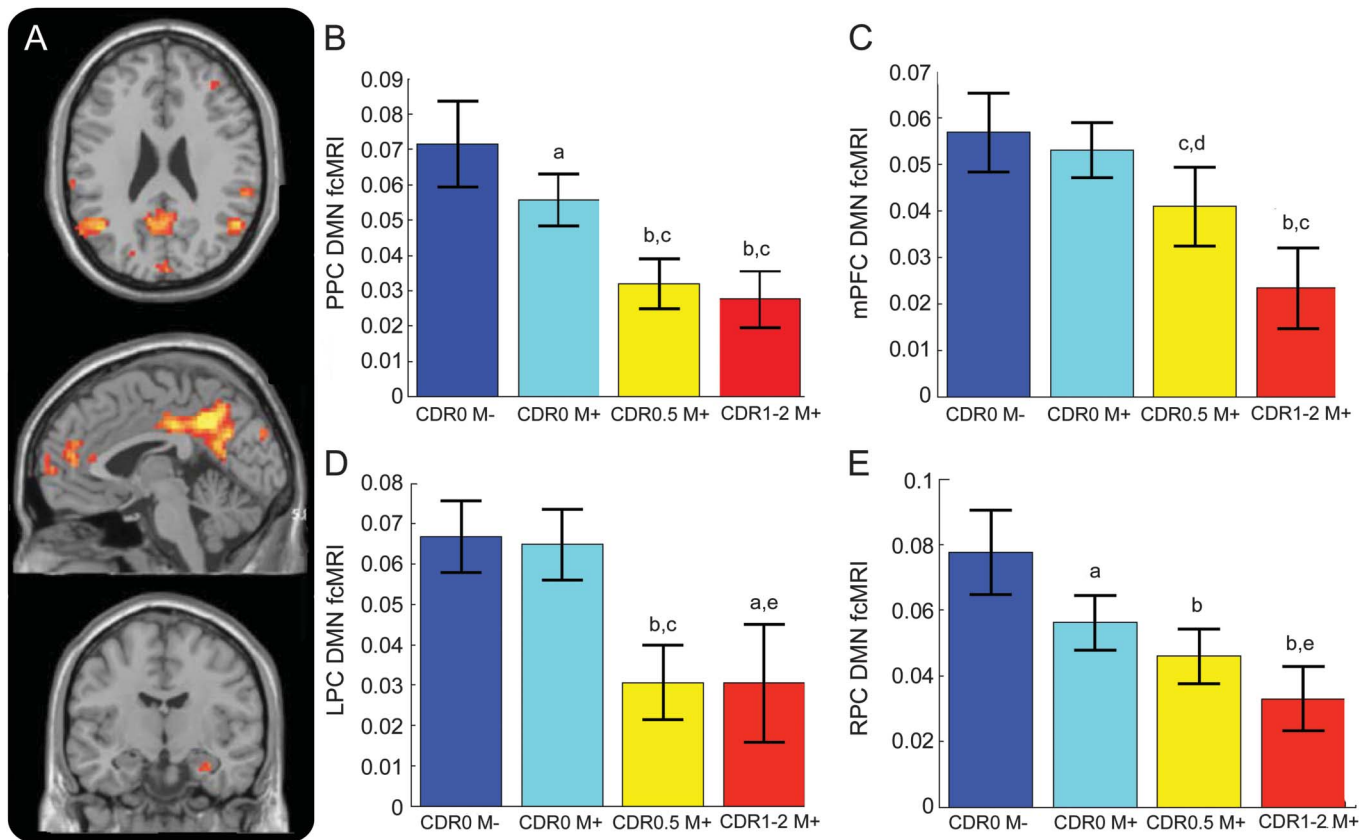 A
B
PPC DMN fcMRI
0.09
0.08
0.07
0.06
0.05
0.04
0.03
0.02
0.01
0
a
b,c
b,c
CDR0 M-
CDR0 M+
CDR0.5 M+
CDR1-2 M+
C
mPFC DMN fcMRI
0.07
0.06
0.05
0.04
0.03
0.02
0.01
0
c,d
b,c
CDR0 M-
CDR0 M+
CDR0.5 M+
CDR1-2 M+
D
LPC DMN fcMRI
0.08
0.07
0.06
0.05
0.04
0.03
0.02
0.01
0
b,c
a,e
CDR0 M-
CDR0 M+
CDR0.5 M+
CDR1-2 M+
E
RPC DMN fcMRI
0.1
0.08
0.06
0.04
0.02
0
a
b
b,e
CDR0 M-
CDR0 M+
CDR0.5 M+
CDR1-2 M+